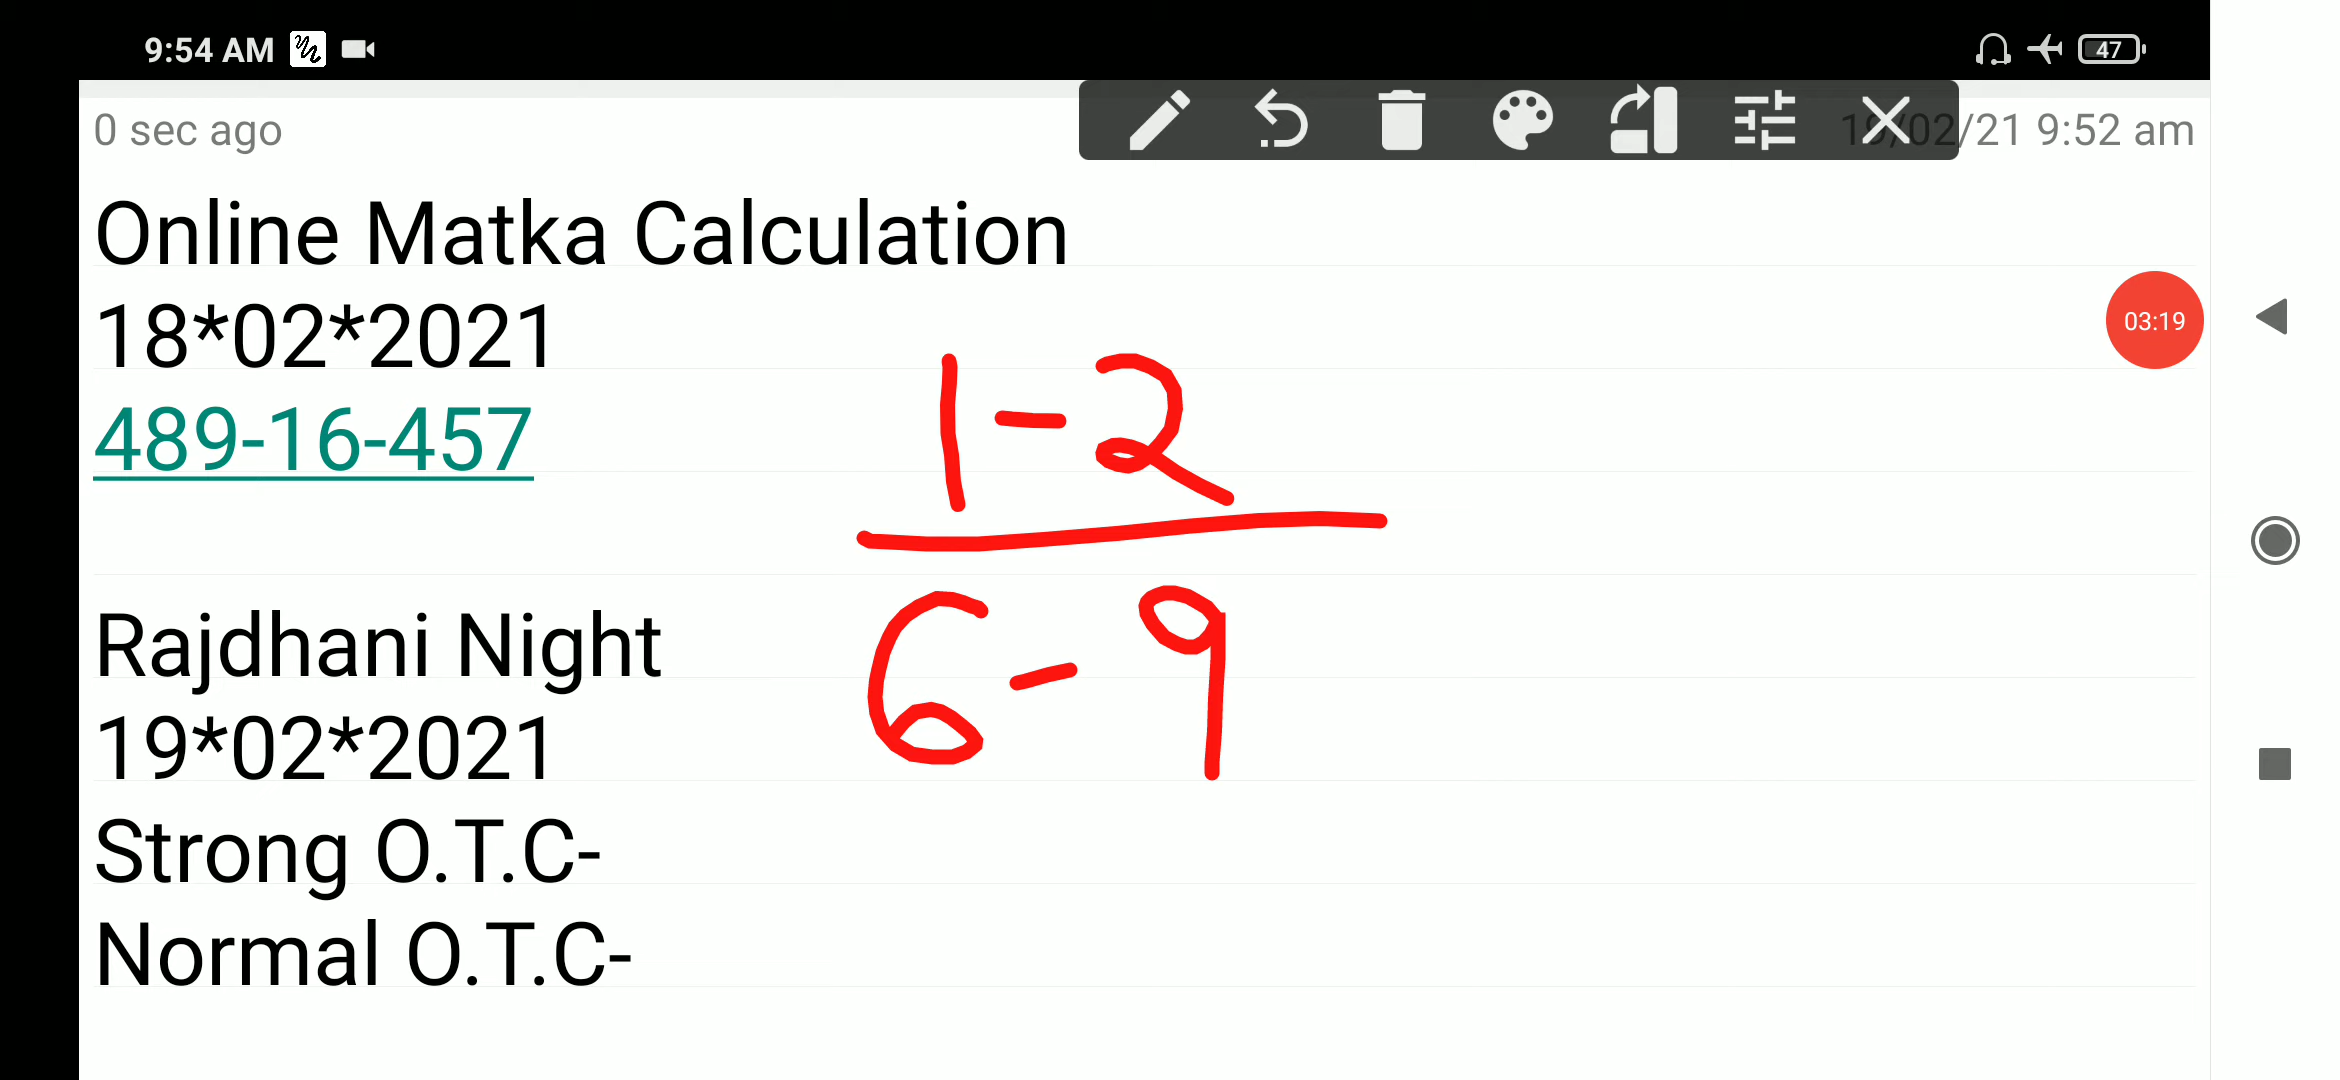 9:54 AM
47
0 sec ago
19/02/21 9:52 am
Online Matka Calculation
18*02*2021
03:19
1-2
489-16-457
6-9
Rajdhani Night
19*02*2021
Strong O.T.C-
Normal O.T.C-